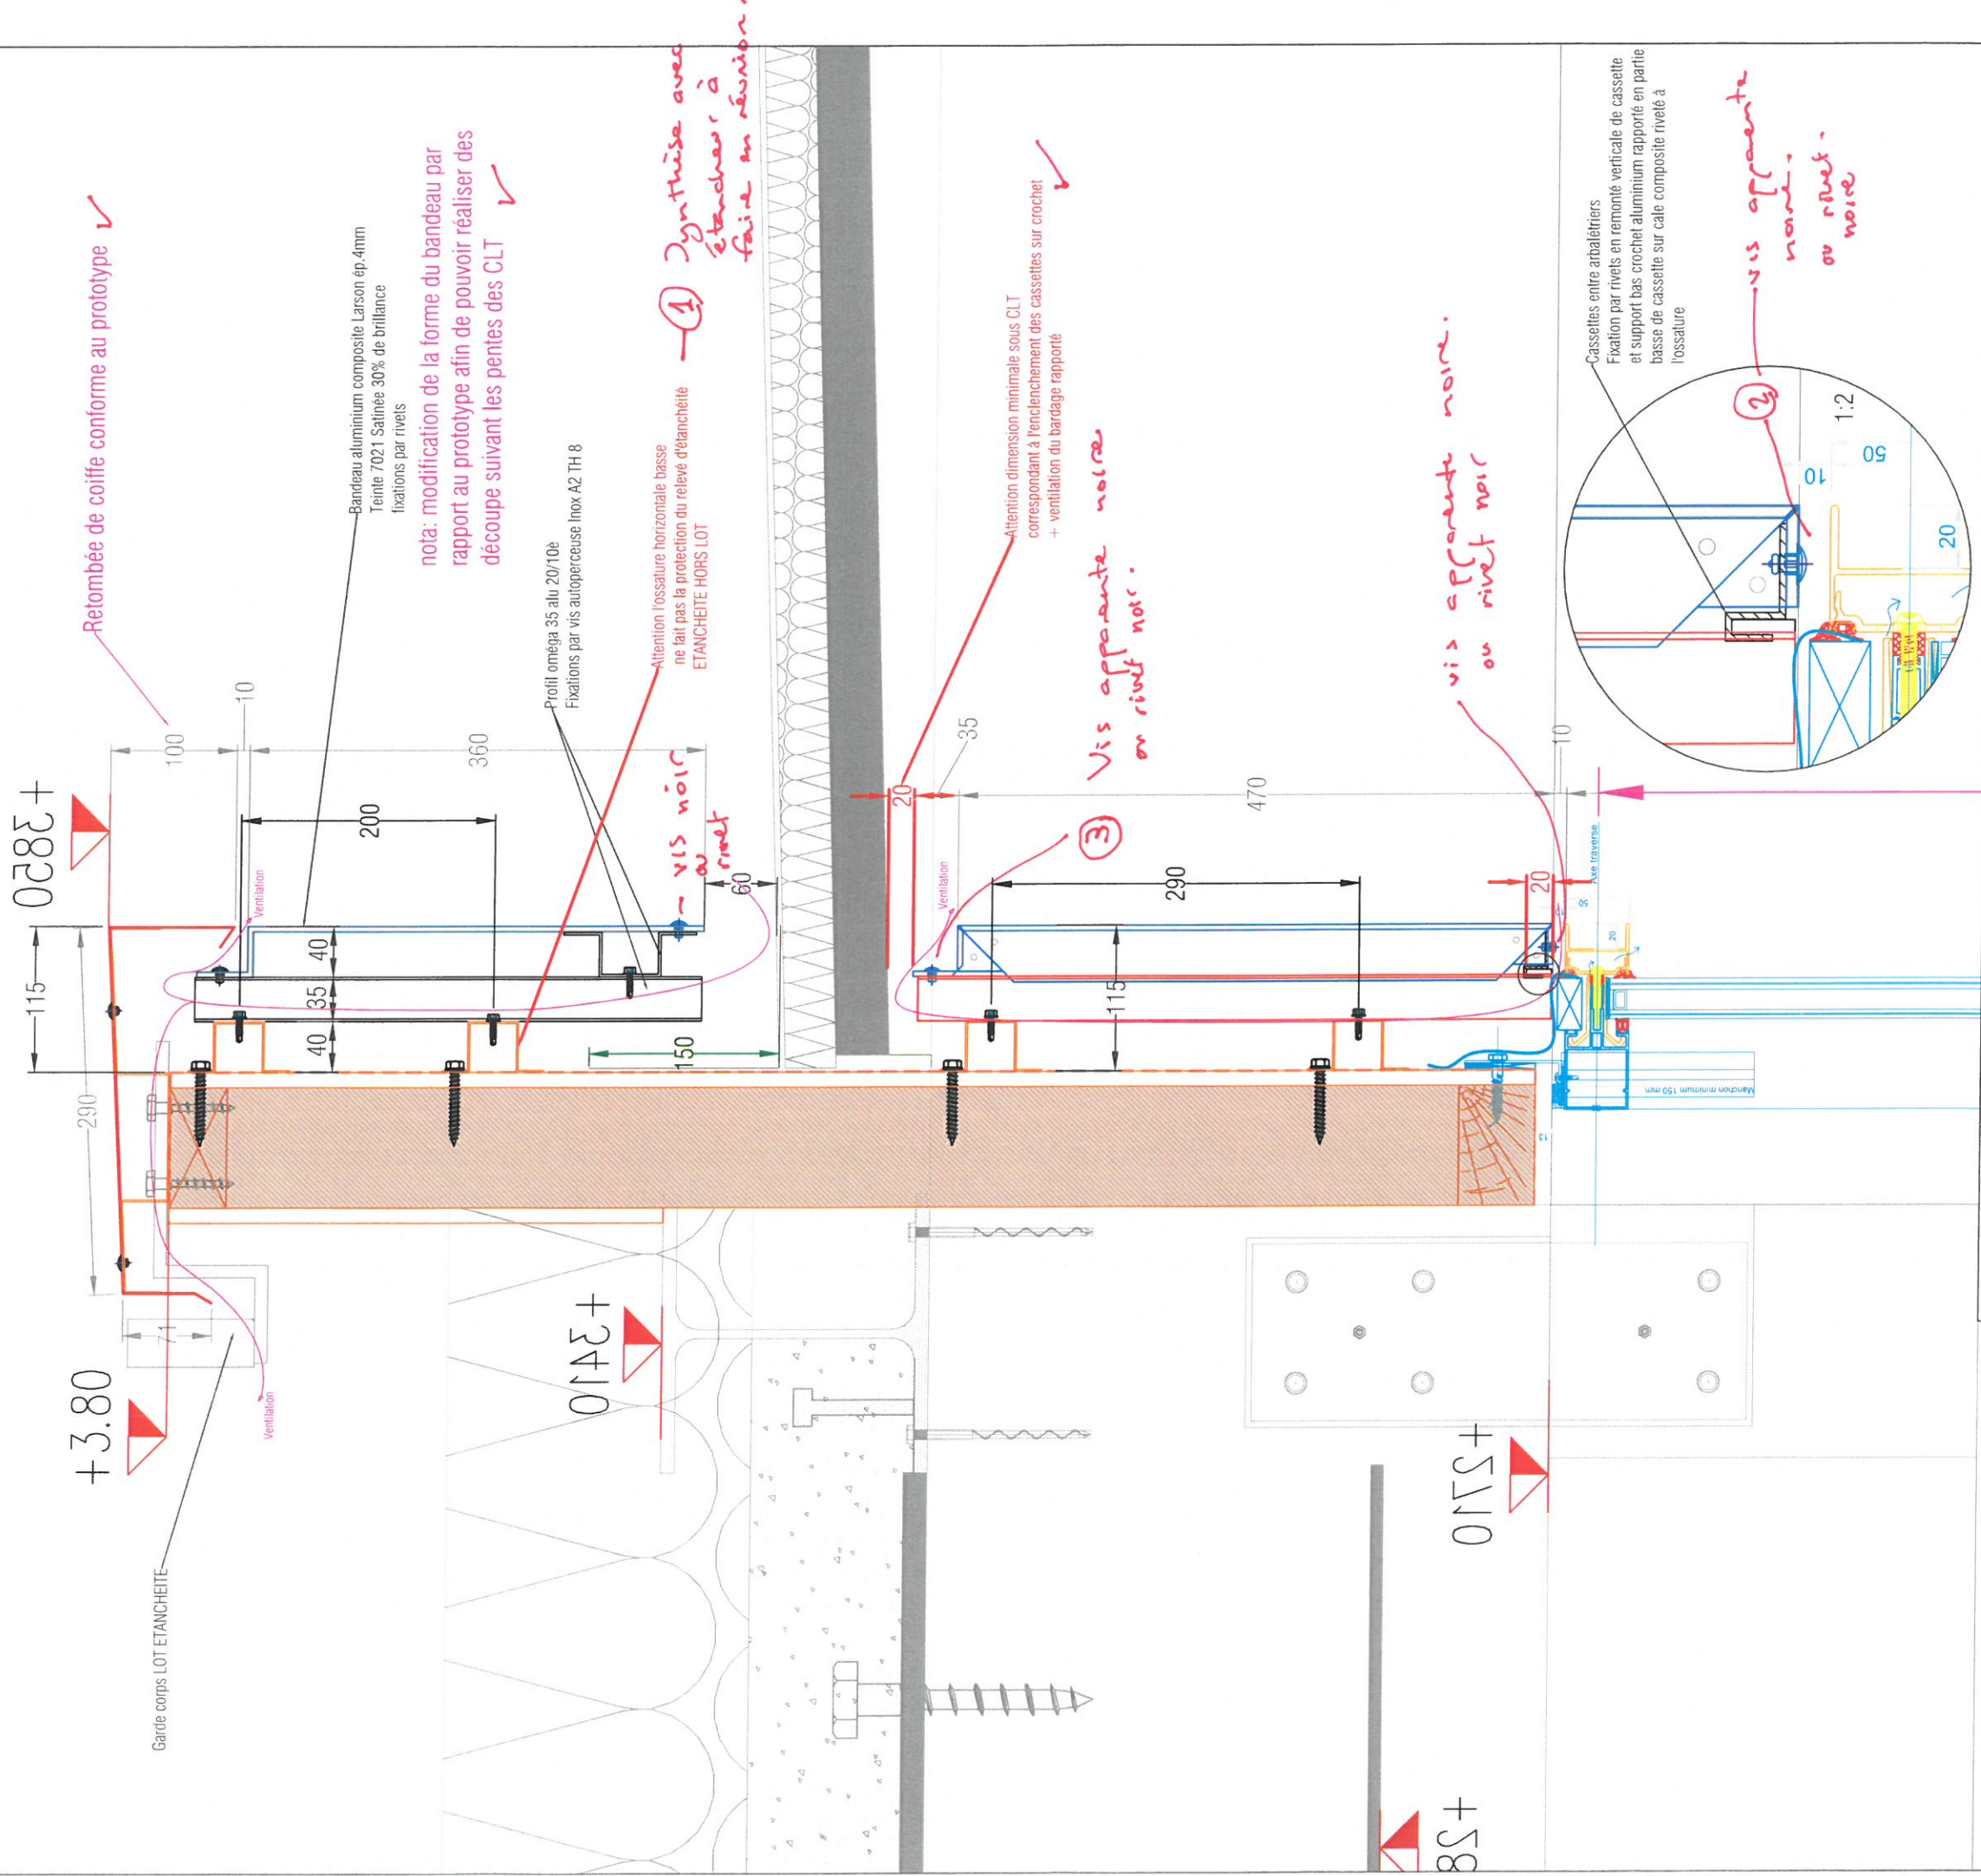 Retombée de coiffe conforme au prototype
Bandeau aluminium composite Larson ép.4mm
Teinte 7021 Satinée 30% de brillance
fixations par rivets
nota: modification de la forme du bandeau par
rapport au prototype afin de pouvoir réaliser des
découpe suivant les pentes des CLT
Profil oméga 35 alu 20/10è
Fixations par vis autoperceuse Inox A2 TH 8
Attention l'ossature horizontale basse
ne fait pas la protection du relevé d'étanchéité
ETANCHEITE HORS LOT
1
Synthèse avec
étancheur à
faire en réunion.
Attention dimension minimale sous CLT
correspondant à l'enclenchement des cassettes sur crochet
+ ventilation du bardage rapporté
Vis apparente noire
ou rivet noir.
vis apparente noire.
ou rivet noir
Cassettes entre arbalétriers
Fixation par rivets en remonté verticale de cassette
et support bas crochet aluminium rapporté en partie
basse de cassette sur cale composite riveté à
l'ossature
vis apparente
noire.
ou rivet.
noire
2
1:2
10
50
20
+3850
100
10
360
200
115
290
40
35
40
Ventilation
vis noir
ou
rivet
60
150
20
35
3
Ventilation
470
290
115
20
10
Axe traverse
50
12
20
13
Manchon minimum 150 mm
71
+3.80
Ventilation
Garde corps LOT ETANCHEITE
+3410
+2710
+28